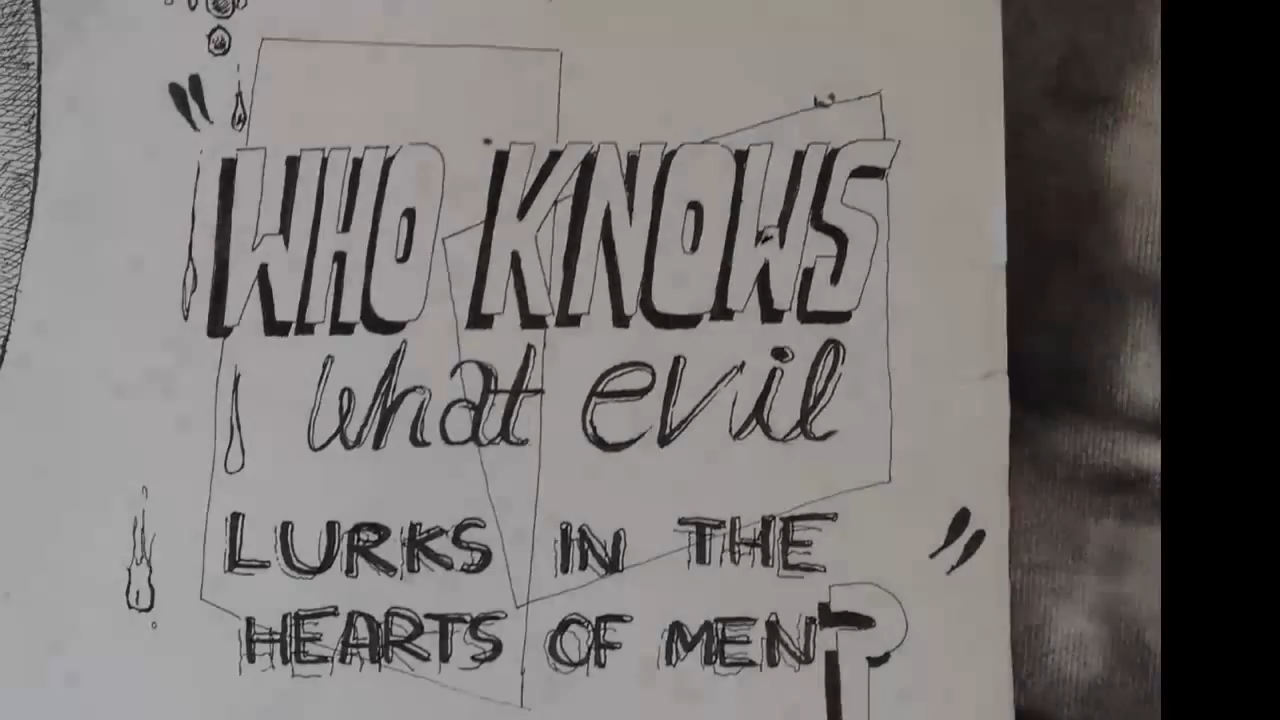 "WHO KNOWS
what evil
LURKS IN THE "
HEARTS OF MEN?